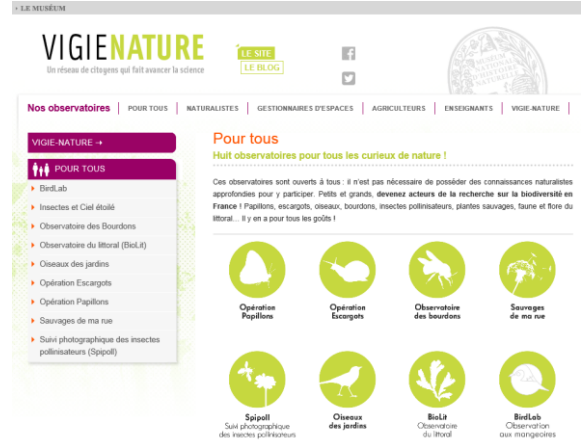 LE MUSÉUM
VIGIENATURE
Un réseau de citoyens qui fait avancer la science
LE SITE
LE BLOG
Nos observatoires
POUR TOUS
NATURALISTES
GESTIONNAIRES D'ESPACES
AGRICULTEURS
ENSEIGNANTS
VIGIE-NATURE
VIGIE-NATURE →
POUR TOUS
BirdLab
Insectes et Ciel étoilé
Observatoire des Bourdons
Observatoire du littoral (BioLit)
Oiseaux des jardins
Opération Escargots
Opération Papillons
Sauvages de ma rue
Suivi photographique des insectes
pollinisateurs (Spipoll)
Pour tous
Huit observatoires pour tous les curieux de nature !
Ces observatoires sont ouverts à tous : il n'est pas nécessaire de posséder des connaissances naturalistes
approfondies pour y participer. Petits et grands, devenez acteurs de la recherche sur la biodiversité en
France ! Papillons, escargots, oiseaux, bourdons, insectes pollinisateurs, plantes sauvages, faune et flore du
littoral... Il y en a pour tous les goûts !
Opération
Papillons
Opération
Escargots
Observatoire
des bourdons
Sauvages
de ma rue
Spipoll
Suivi photographique
des insectes pollinisateurs
Oiseaux
des jardins
BioLit
Observatoire
du littoral
BirdLab
Observation
aux mangeoires